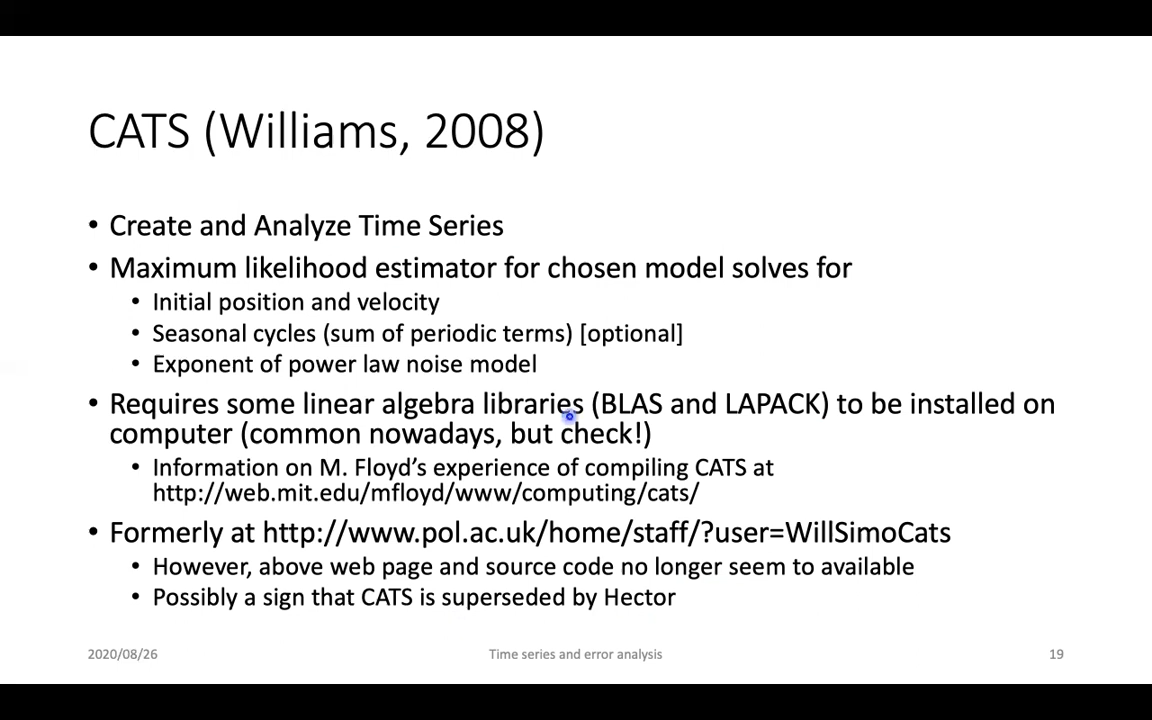 CATS (Williams, 2008)
• Create and Analyze Time Series
• Maximum likelihood estimator for chosen model solves for
• Initial position and velocity
• Seasonal cycles (sum of periodic terms) [optional]
• Exponent of power law noise model
• Requires some linear algebra libraries (BLAS and LAPACK) to be installed on
computer (common nowadays, but check!)
• Information on M. Floyd’s experience of compiling CATS at
http://web.mit.edu/mfloyd/www/computing/cats/
• Formerly at http://www.pol.ac.uk/home/staff/?user=WillSimoCats
• However, above web page and source code no longer seem to available
• Possibly a sign that CATS is superseded by Hector
2020/08/26
Time series and error analysis
19